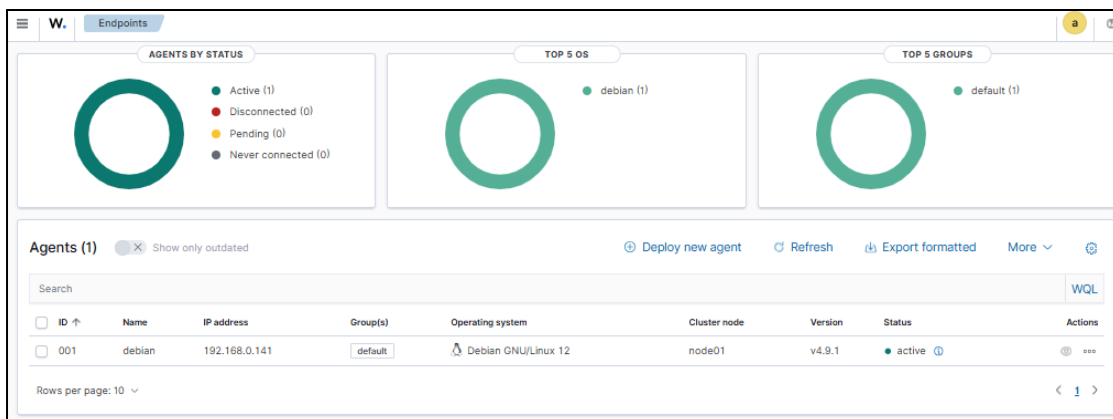 W. Endpoints a
AGENTS BY STATUS
Active (1)
Disconnected (0)
Pending (0)
Never connected (0)
TOP 5 OS
debian (1)
TOP 5 GROUPS
default (1)
Agents (1) Show only outdated Deploy new agent Refresh Export formatted More
Search WQL
ID Name IP address Group(s) Operating system Cluster node Version Status Actions
001 debian 192.168.0.141 default Debian GNU/Linux 12 node01 v4.9.1 active
Rows per page: 10 1